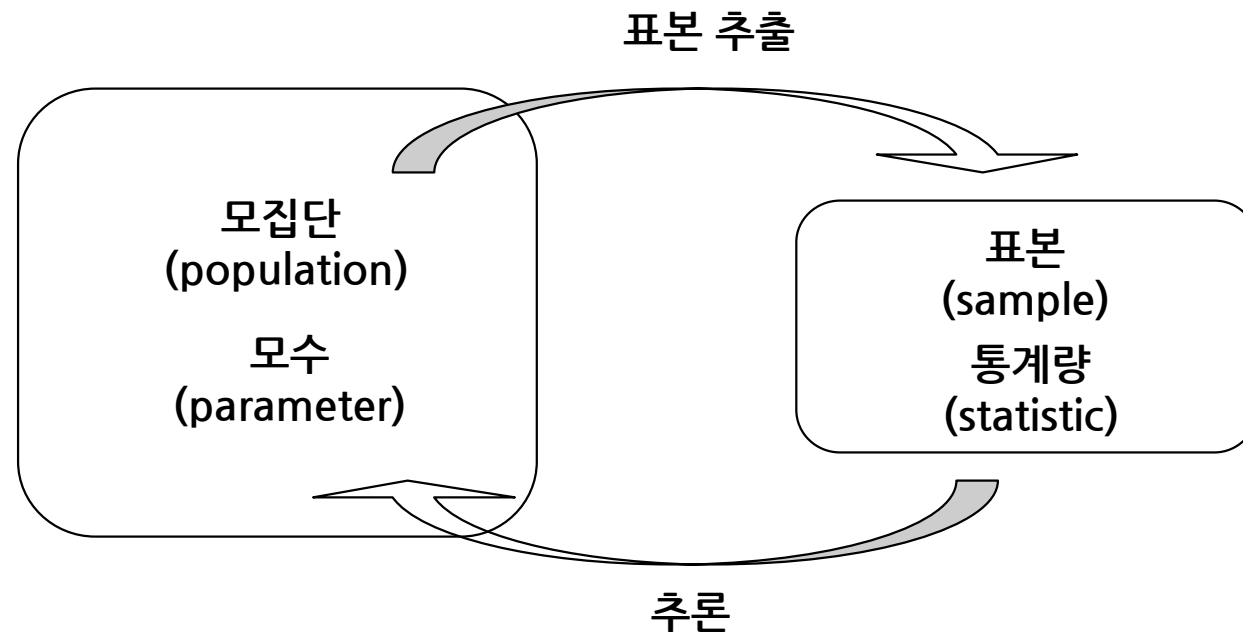 표본 추출
모집단
(population)
모수
(parameter)
표본
(sample)
통계량
(statistic)
추론